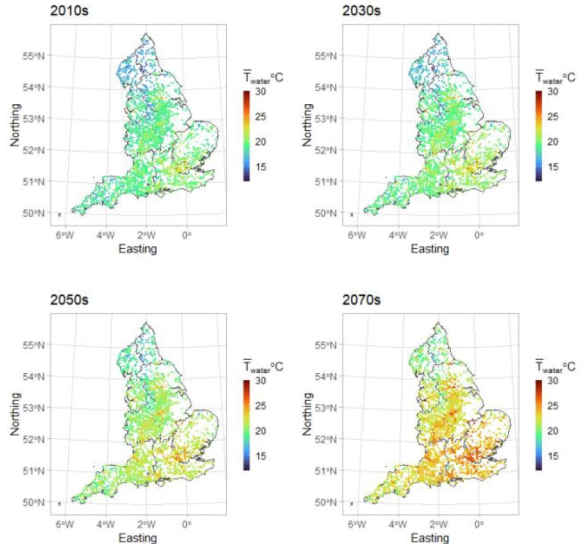 2010s
T̅water°C
30
25
20
15
55°N
54°N
53°N
52°N
51°N
50°N
Northing
6°W 4°W 2°W 0°
Easting
2030s
T̅water°C
30
25
20
15
55°N
54°N
53°N
52°N
51°N
50°N
Northing
6°W 4°W 2°W 0°
Easting
2050s
T̅water°C
30
25
20
15
55°N
54°N
53°N
52°N
51°N
50°N
Northing
6°W 4°W 2°W 0°
Easting
2070s
T̅water°C
30
25
20
15
55°N
54°N
53°N
52°N
51°N
50°N
Northing
6°W 4°W 2°W 0°
Easting